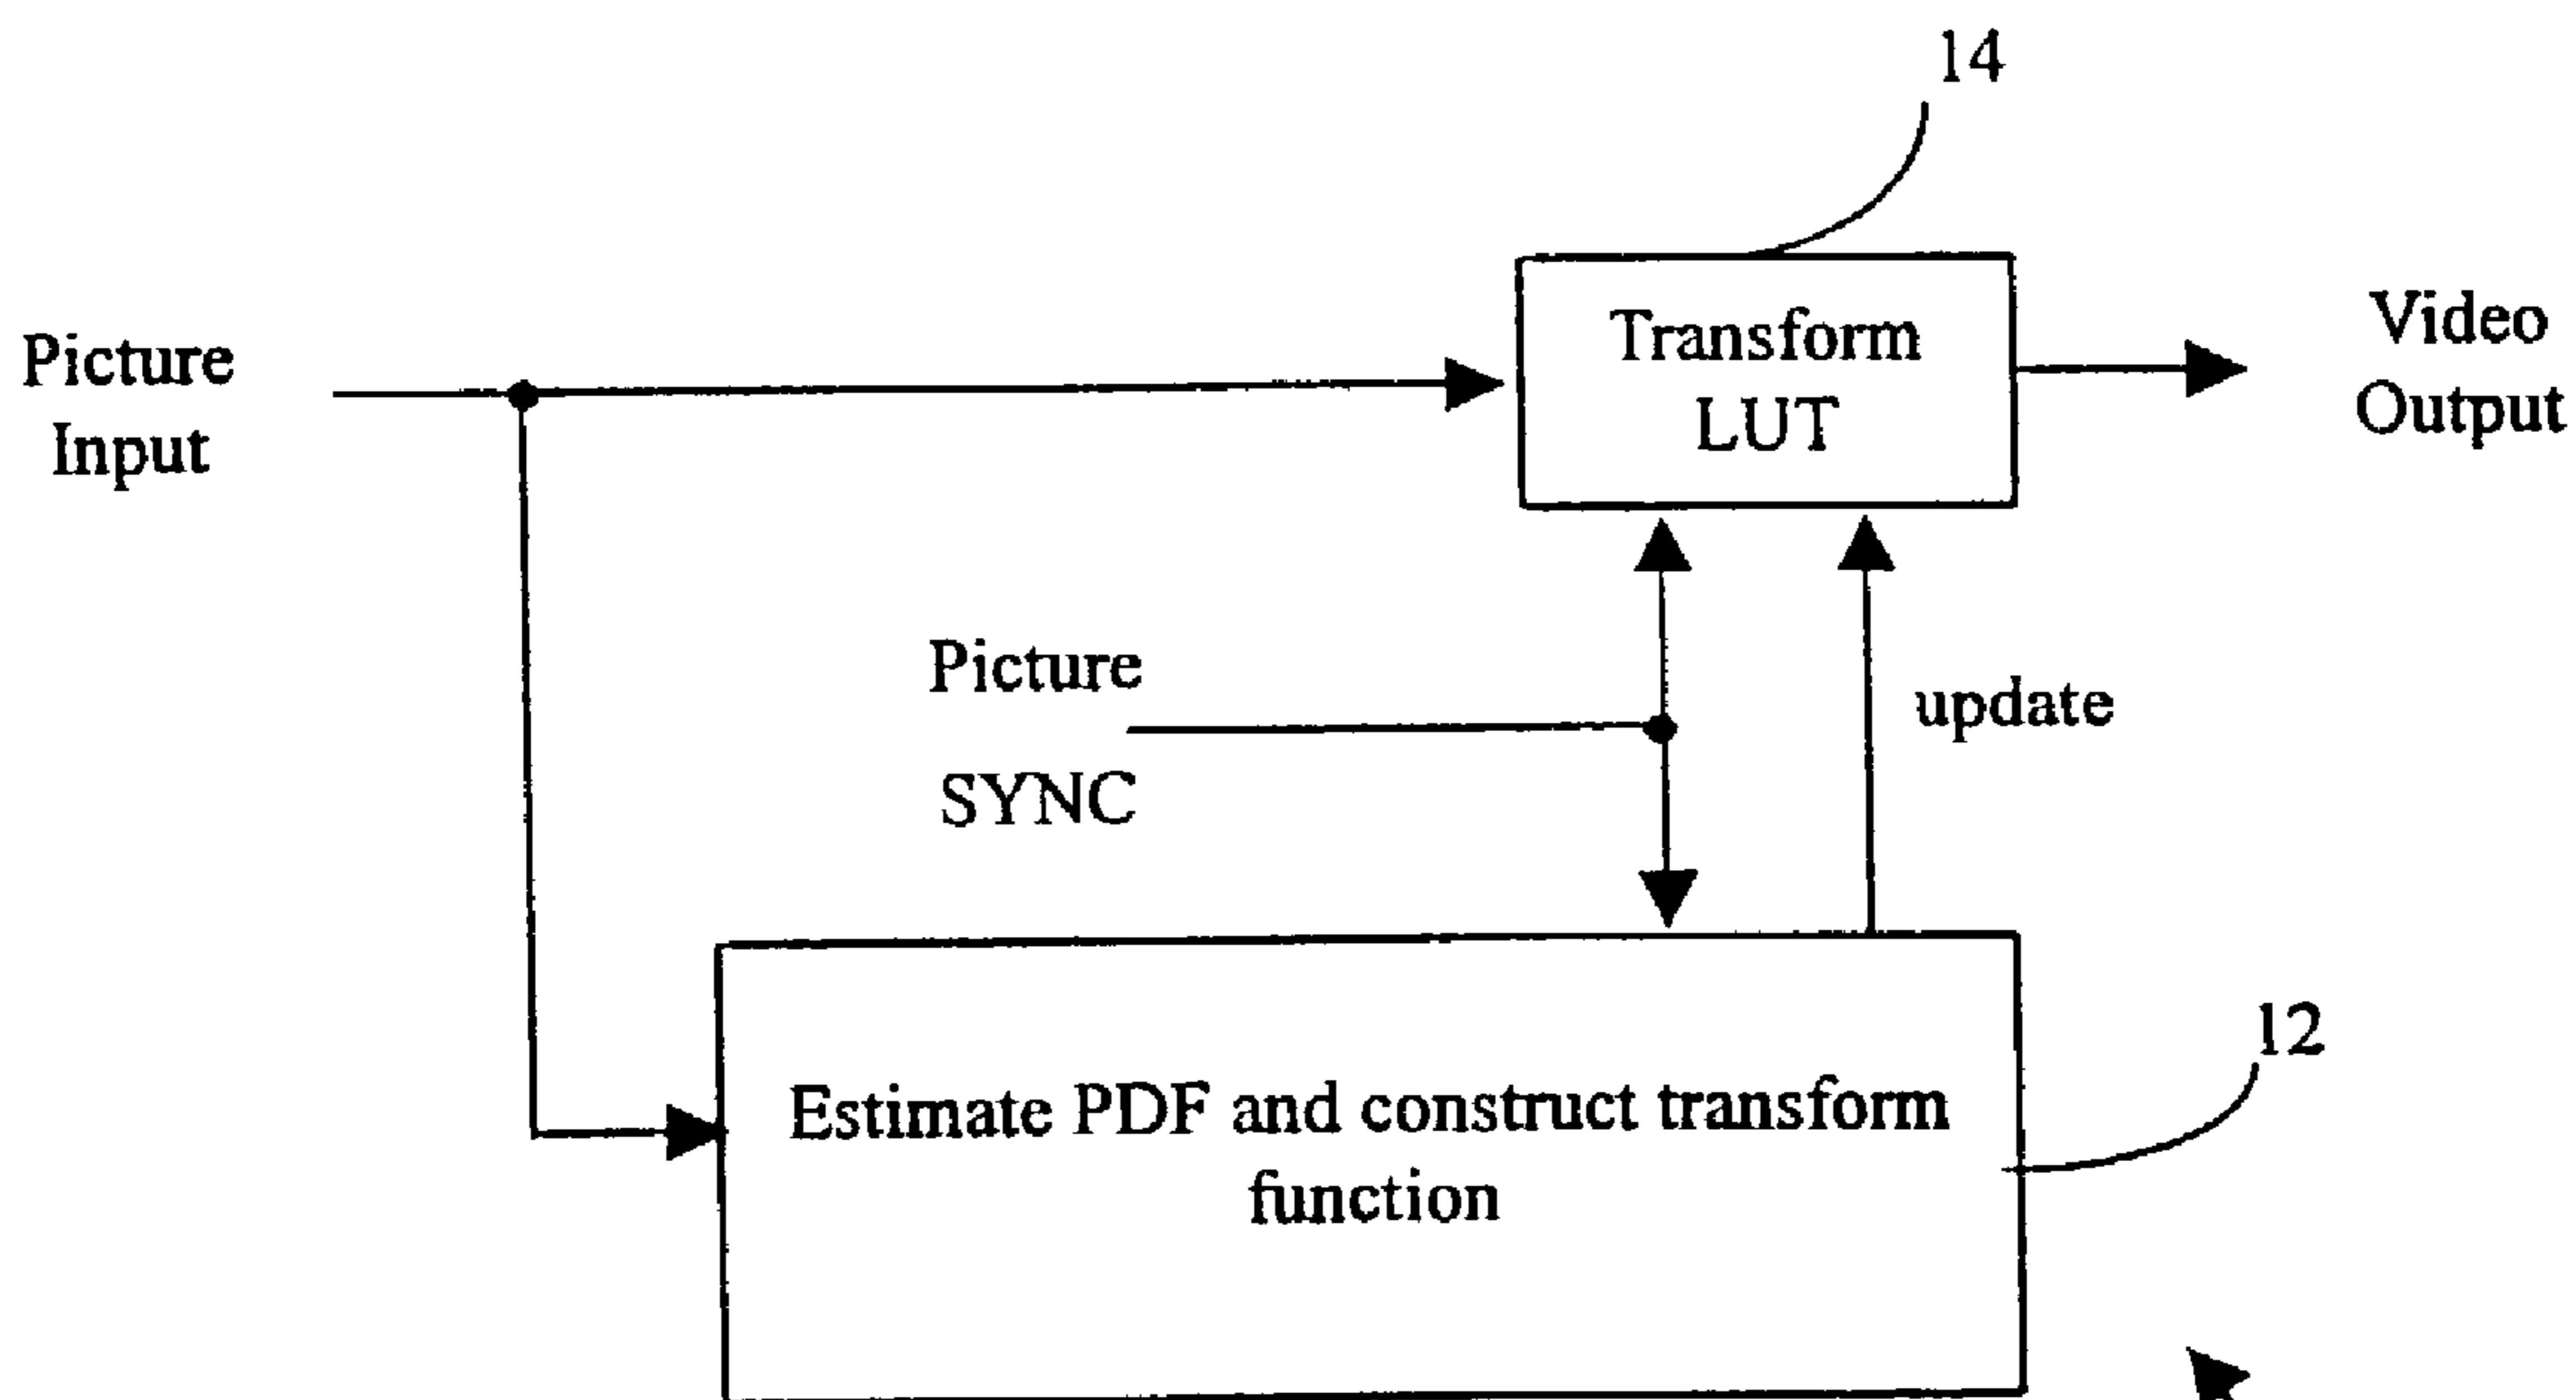 14
Transform
LUT
Video
Output
Picture
Input
Picture
SYNC
update
12
Estimate PDF and construct transform
function